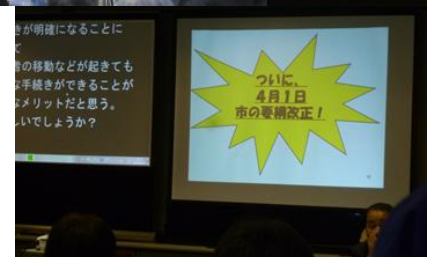 きが明確になることに
て
者の移動などが起きても
な手続きができることが
なメリットだと思う。
しいでしょうか？
ついに、
４月１日
市の要綱改正！